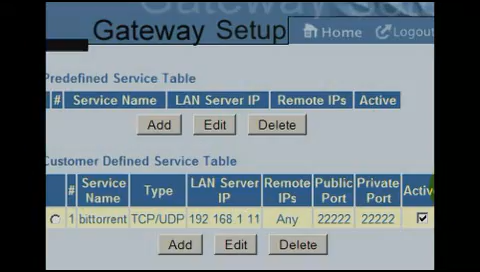 Gateway Setup
Home
Logout
Predefined Service Table
# Service Name LAN Server IP Remote IPs Active
Add Edit Delete
Customer Defined Service Table
# Service Name Type LAN Server IP Remote IPs Public Port Private Port Active
1 bittorrent TCP/UDP 192 168 1 11 Any 22222 22222
Add Edit Delete